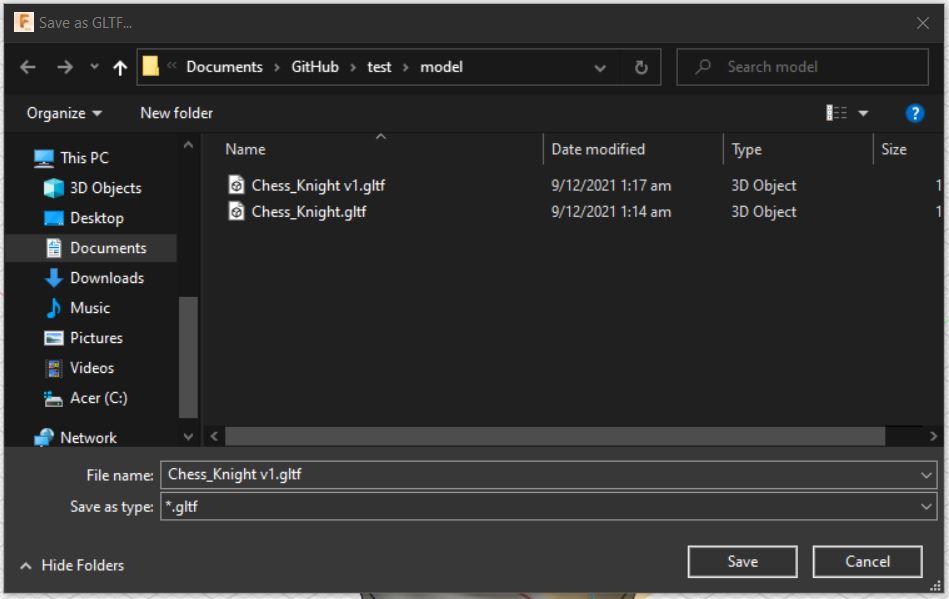 F Save as GLTF...
« Documents › GitHub › test › model
Search model
Organize New folder
?
Name Date modified Type Size
This PC
3D Objects
Desktop
Documents
Downloads
Music
Pictures
Videos
Acer (C:)
Network
Chess_Knight v1.gltf 9/12/2021 1:17 am 3D Object 1
Chess_Knight.gltf 9/12/2021 1:14 am 3D Object 1
File name: Chess_Knight v1.gltf
Save as type: *.gltf
Hide Folders Save Cancel